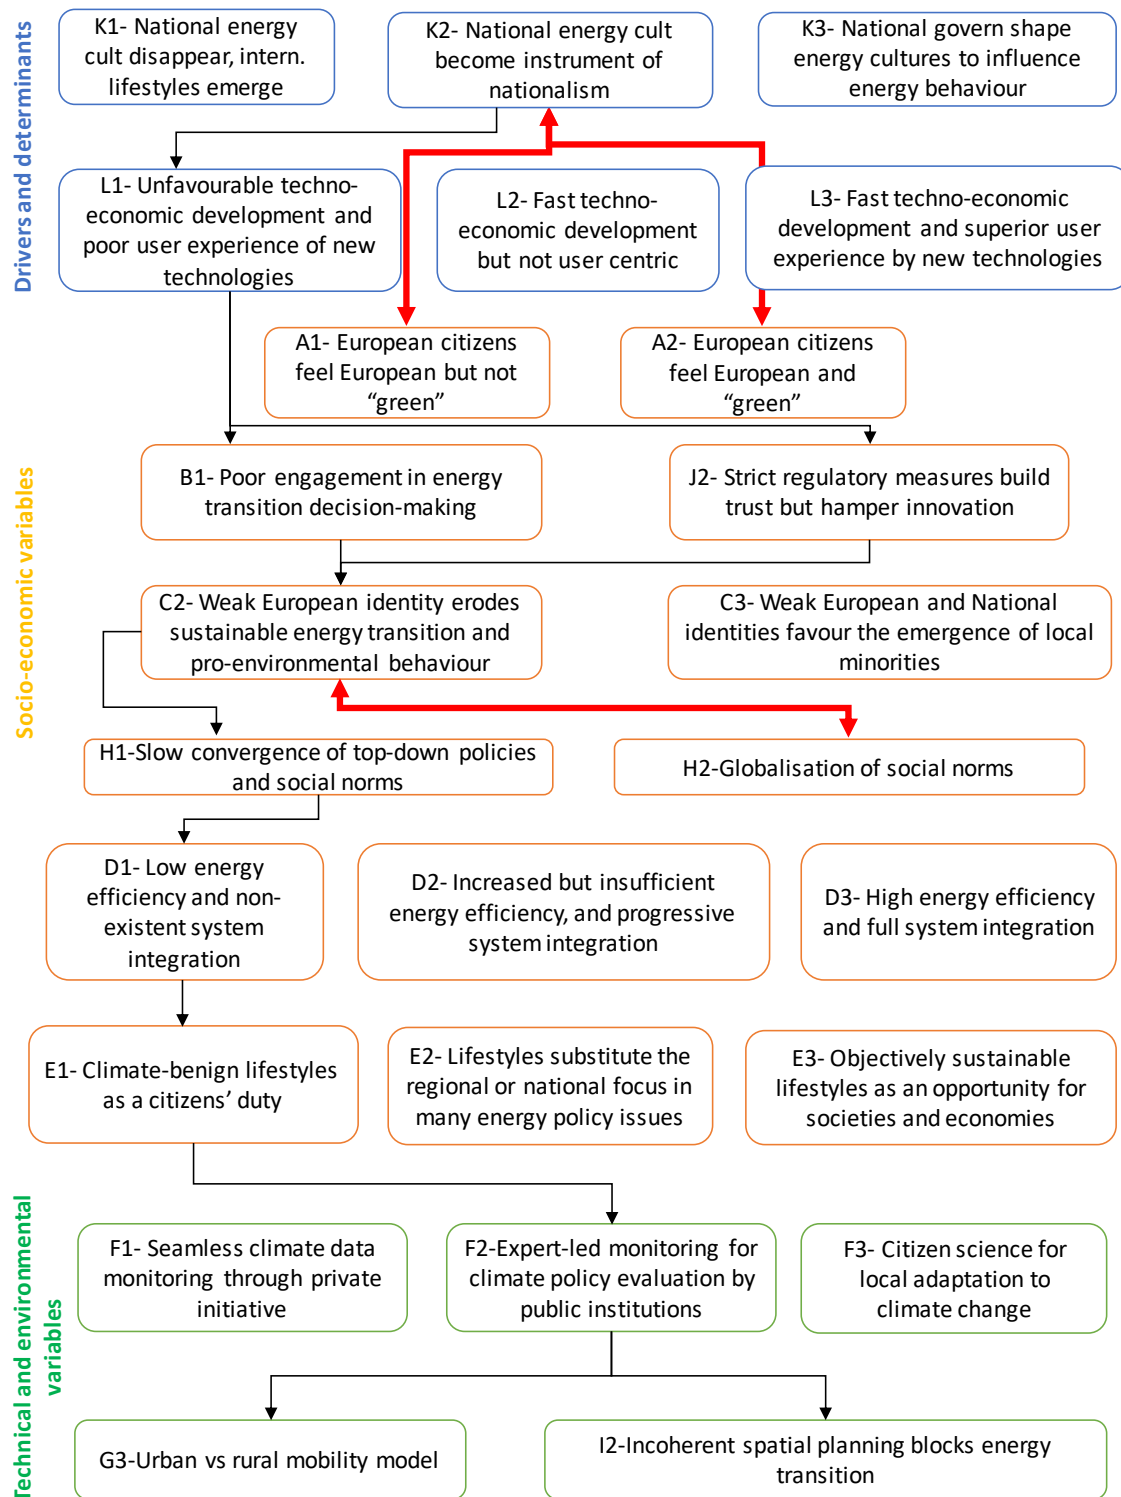 Drivers and determinants
K1- National energy
cult disappear, intern.
lifestyles emerge
K2- National energy cult
become instrument of
nationalism
K3- National govern shape
energy cultures to influence
energy behaviour
L1- Unfavourable techno-
economic development and
poor user experience of new
technologies
L2- Fast techno-
economic development
but not user centric
L3- Fast techno-economic
development and superior user
experience by new technologies
Socio-economic variables
A1- European citizens
feel European but not
“green”
A2- European citizens
feel European and
“green”
B1- Poor engagement in energy
transition decision-making
J2- Strict regulatory measures build
trust but hamper innovation
C2- Weak European identity erodes
sustainable energy transition and
pro-environmental behaviour
C3- Weak European and National
identities favour the emergence of local
minorities
H1-Slow convergence of top-down policies
and social norms
H2-Globalisation of social norms
D1- Low energy
efficiency and non-
existent system
integration
D2- Increased but insufficient
energy efficiency, and progressive
system integration
D3- High energy efficiency
and full system integration
E1- Climate-benign lifestyles
as a citizens’ duty
E2- Lifestyles substitute the
regional or national focus in
many energy policy issues
E3- Objectively sustainable
lifestyles as an opportunity for
societies and economies
Technical and environmental
variables
F1- Seamless climate data
monitoring through private
initiative
F2-Expert-led monitoring for
climate policy evaluation by
public institutions
F3- Citizen science for
local adaptation to
climate change
G3-Urban vs rural mobility model
I2-Incoherent spatial planning blocks energy
transition